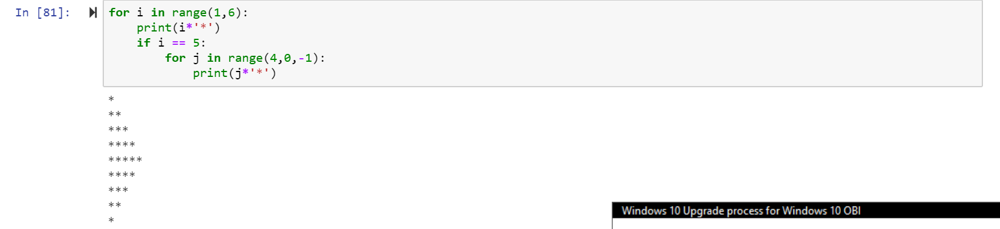 In [81]:
for i in range(1,6):
    print(i*'*')
    if i == 5:
        for j in range(4,0,-1):
            print(j*'*')
*
**
***
****
*****
****
***
**
*
Windows 10 Upgrade process for Windows 10 OBI